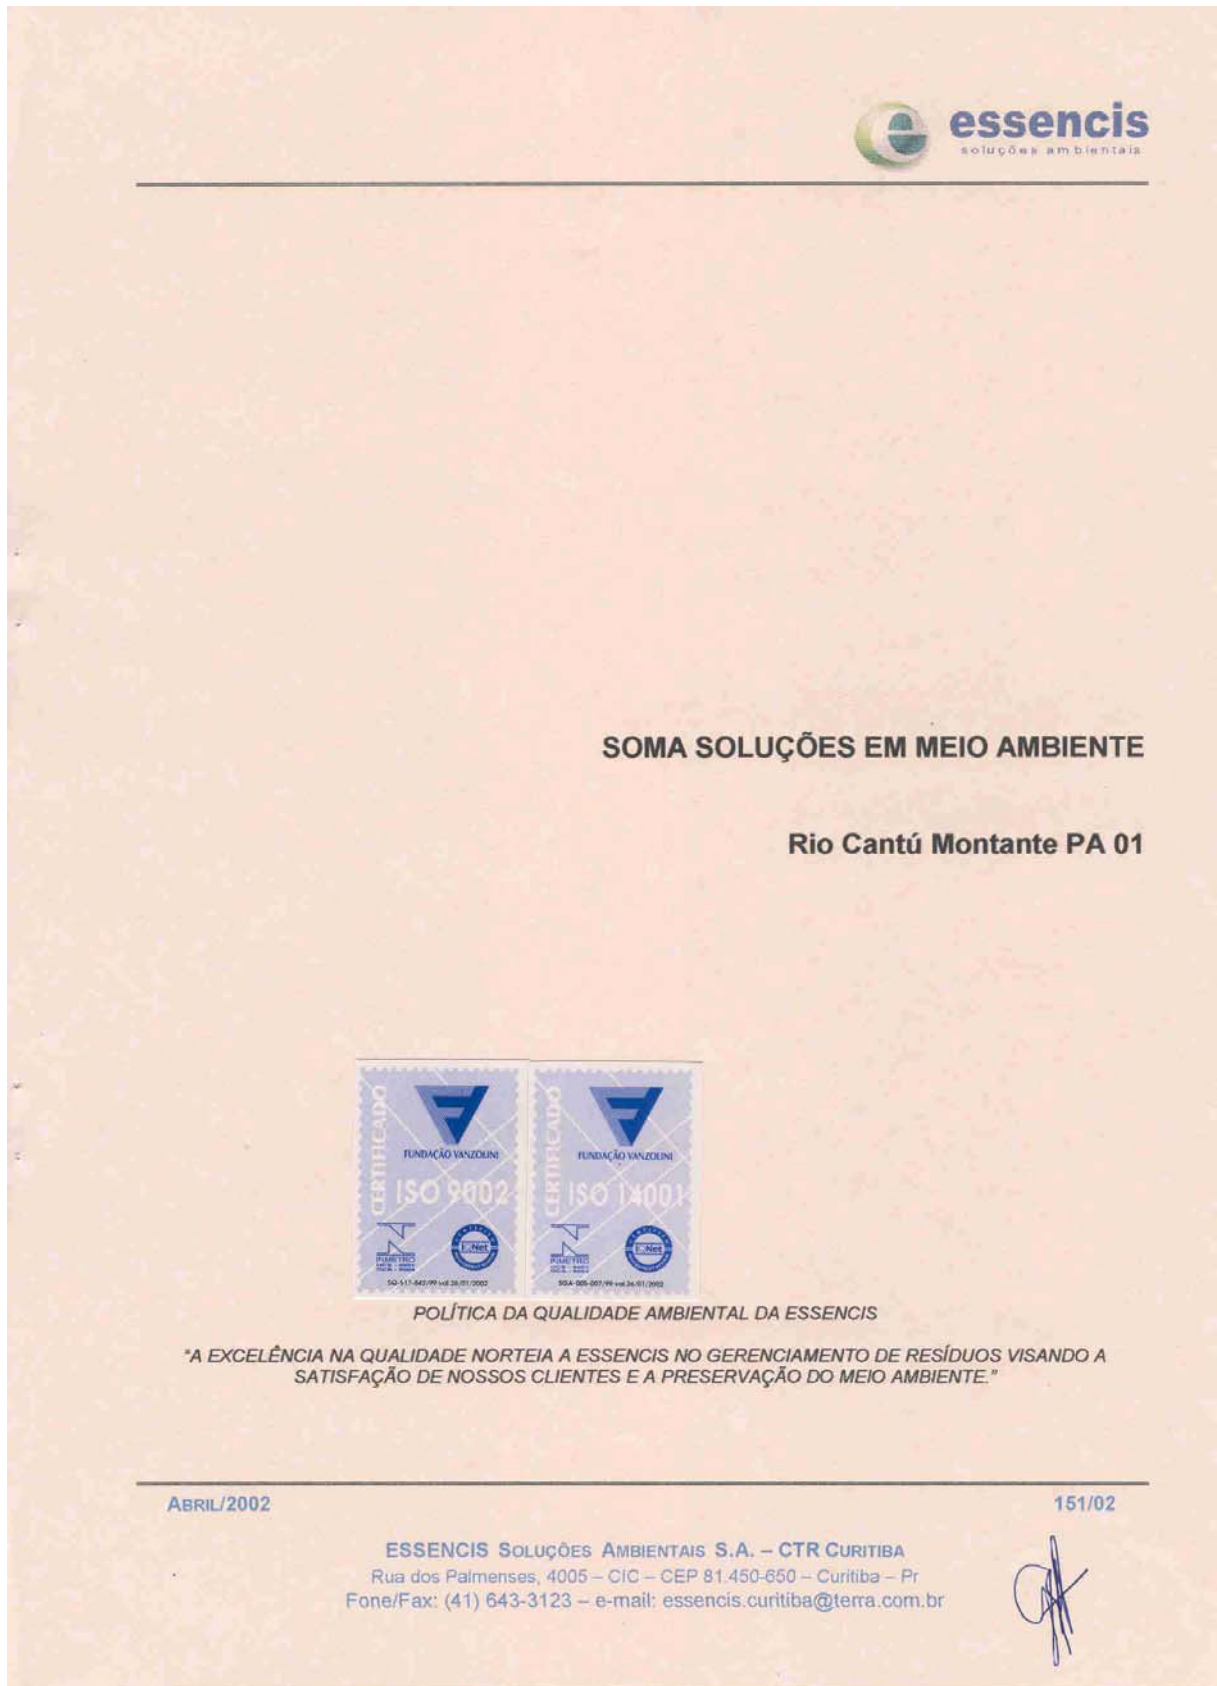 essencis
soluções ambientais
SOMA SOLUÇÕES EM MEIO AMBIENTE
Rio Cantú Montante PA 01
CERTIFICADO
FUNDAÇÃO VANZOLINI
ISO 9002
INMETRO
IQNet
CERTIFICADO
FUNDAÇÃO VANZOLINI
ISO 14001
INMETRO
IQNet
POLÍTICA DA QUALIDADE AMBIENTAL DA ESSENCIS
"A EXCELÊNCIA NA QUALIDADE NORTEIA A ESSENCIS NO GERENCIAMENTO DE RESÍDUOS VISANDO A
SATISFAÇÃO DE NOSSOS CLIENTES E A PRESERVAÇÃO DO MEIO AMBIENTE."
ABRIL/2002
151/02
ESSENCIS SOLUÇÕES AMBIENTAIS S.A. – CTR CURITIBA
Rua dos Palmenses, 4005 – CIC – CEP 81.450-650 – Curitiba – Pr
Fone/Fax: (41) 643-3123 – e-mail: essencis.curitiba@terra.com.br